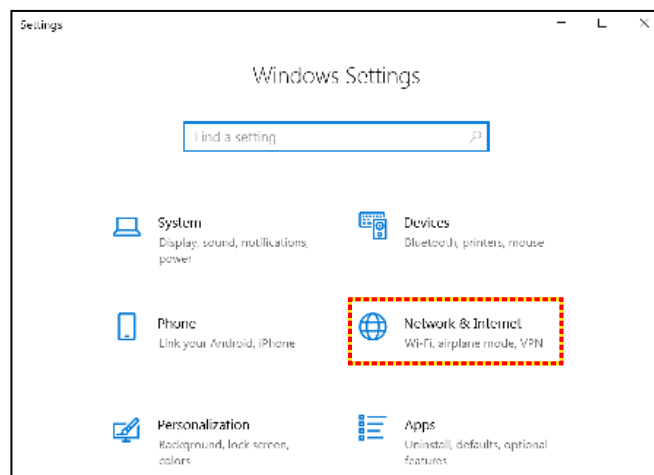 Settings
Windows Settings
Find a setting
System
Display, sound, notifications,
power
Devices
Bluetooth, printers, mouse
Phone
Link your Android, iPhone
Network & Internet
Wi-Fi, airplane mode, VPN
Personalization
Background, lock screen,
colors
Apps
Uninstall, defaults, optional
features